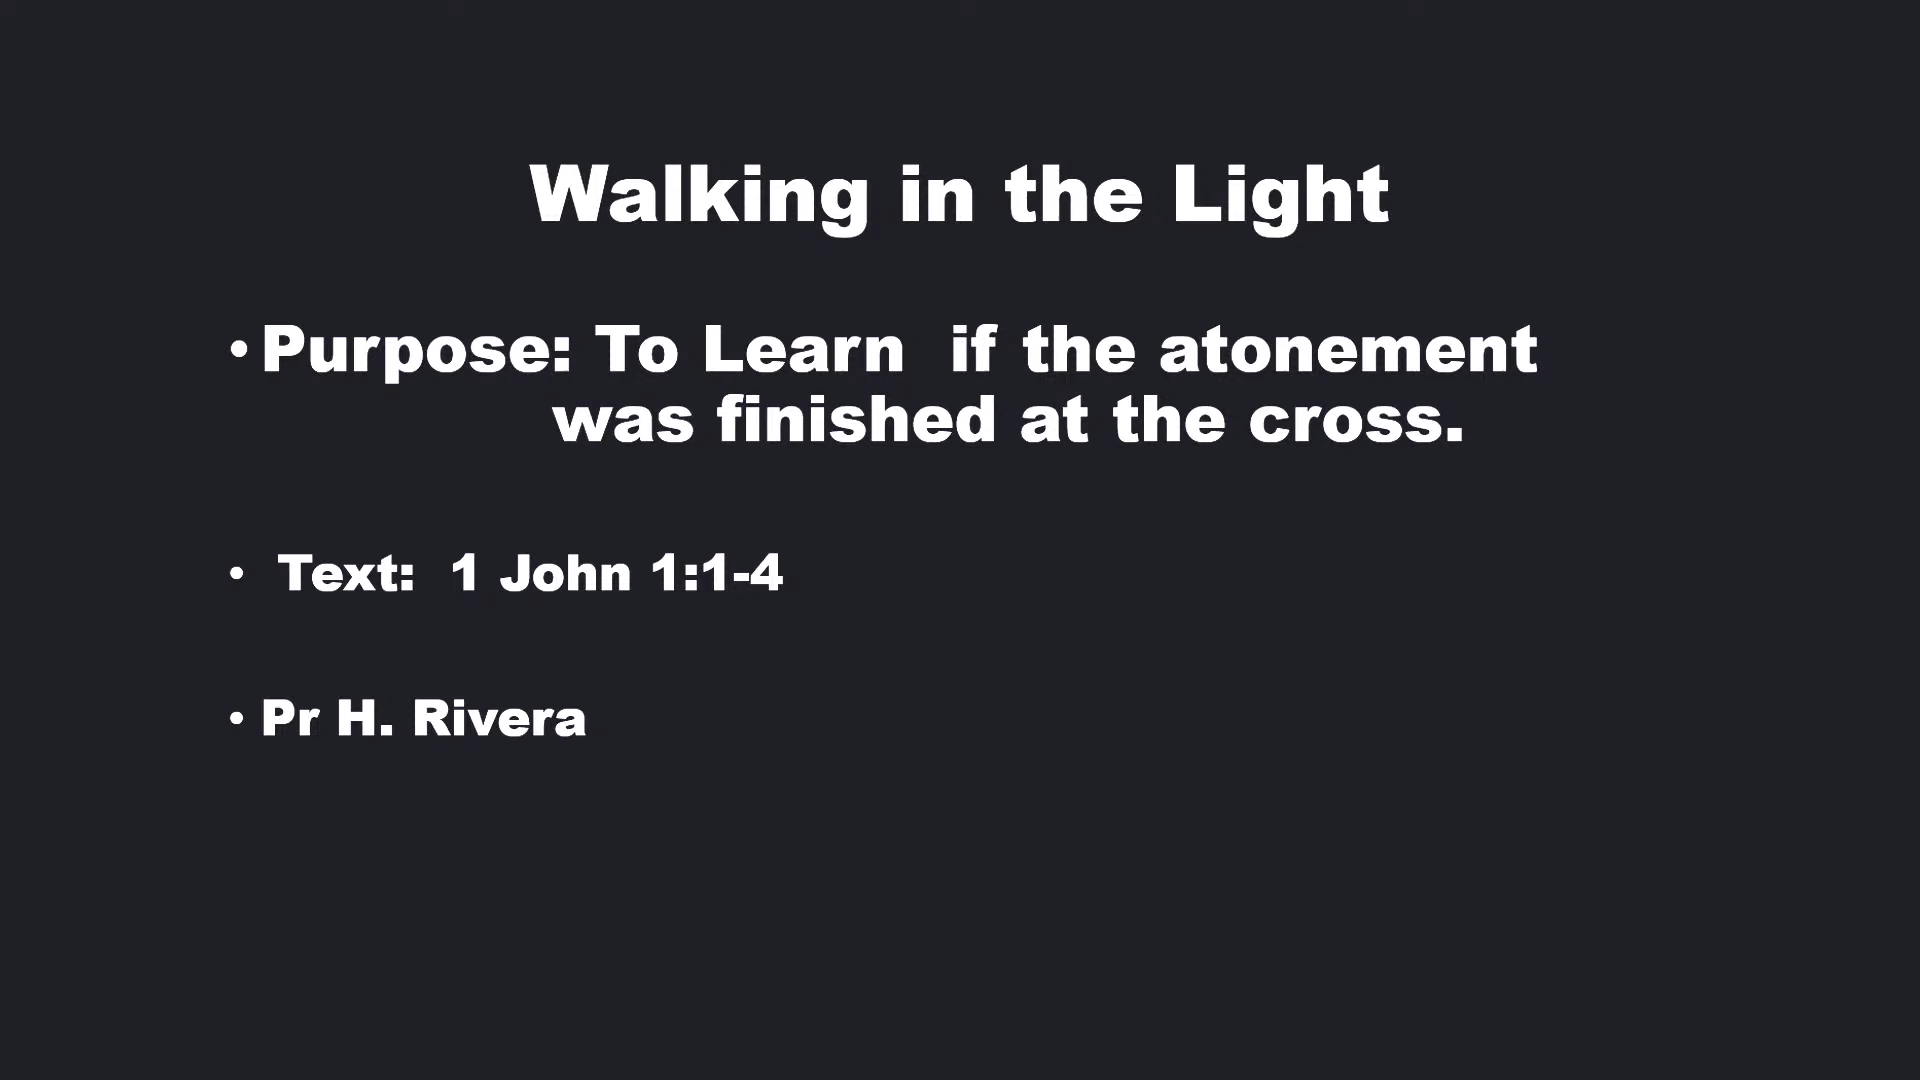 Walking in the Light
• Purpose: To Learn  if the atonement
was finished at the cross.
•  Text:  1 John 1:1-4
• Pr H. Rivera